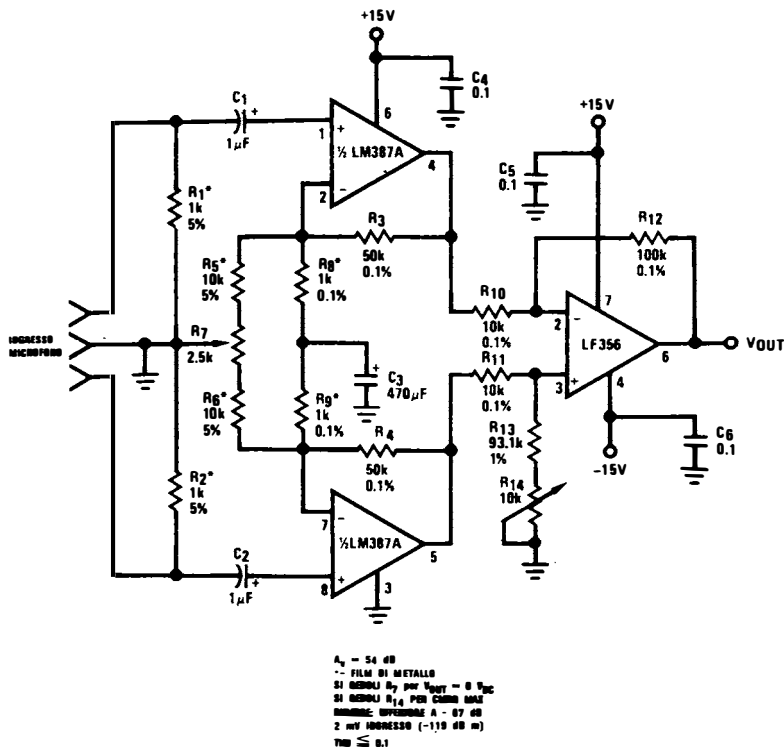 +15V
C4
0.1
C1
1µF
+
6
1
+
½ LM387A
4
−
2
R1*
1k
5%
R3
50k
0.1%
R5*
10k
5%
R8*
1k
0.1%
+15V
C5
0.1
R12
100k
0.1%
R10
10k
0.1%
7
2
−
LF356
6
VOUT
INGRESSO
MICROFONO
R7
2.5k
C3
470µF
+
R11
10k
0.1%
3
+
4
R6*
10k
5%
R9*
1k
0.1%
R4
50k
0.1%
R13
93.1k
1%
−15V
C6
0.1
R2*
1k
5%
R14
10k
7
−
½LM387A
5
C2
1µF
+
8
+
3
Av = 54 dB
*- FILM DI METALLO
SI REGOLI R7 per VOUT = 0 VDC
SI REGOLI R14 PER CMRR MAX
A - 67 dB
2 mV INGRESSO (-119 dB m)
THD ≤ 0.1